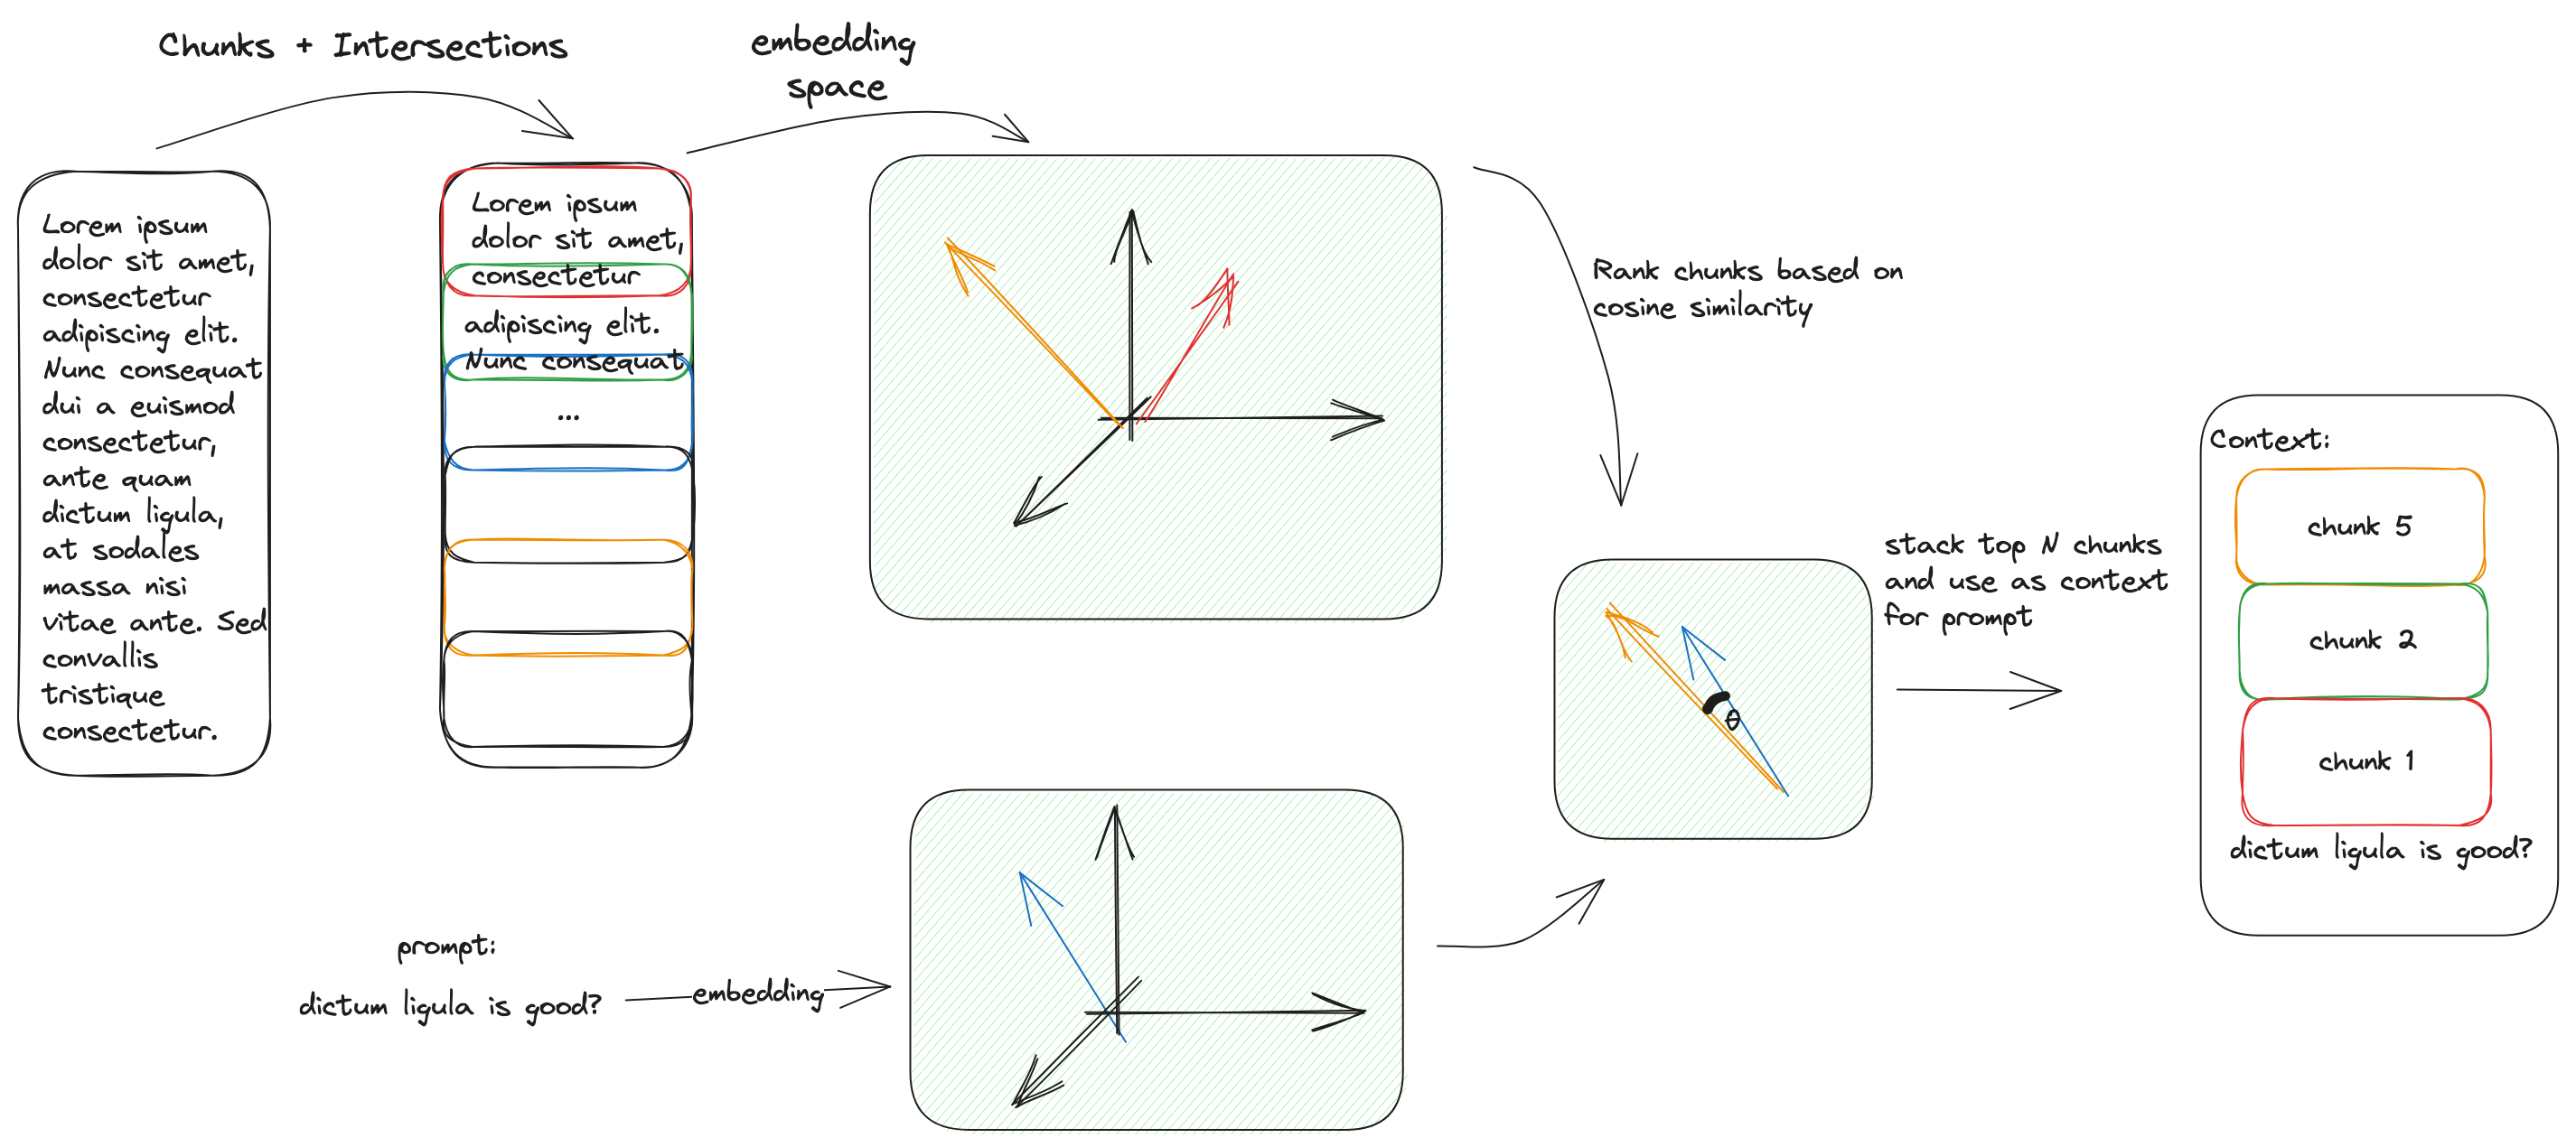 Chunks + Intersections
embedding
space
Lorem ipsum
dolor sit amet,
consectetur
adipiscing elit.
Nunc consequat
dui a euismod
consectetur,
ante quam
dictum ligula,
at sodales
massa nisi
vitae ante. Sed
convallis
tristique
consectetur.
Lorem ipsum
dolor sit amet,
consectetur
adipiscing elit.
Nunc consequat
...
Rank chunks based on
cosine similarity
prompt:
dictum ligula is good?
embedding
θ
stack top N chunks
and use as context
for prompt
Context:
chunk 5
chunk 2
chunk 1
dictum ligula is good?